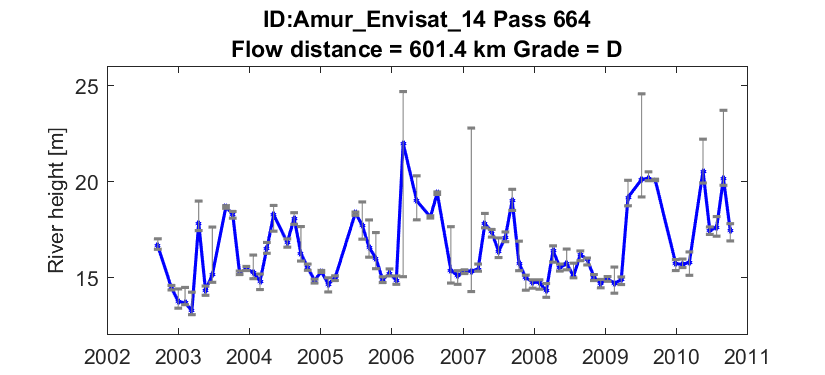 ID:Amur_Envisat_14 Pass 664
Flow distance = 601.4 km Grade = D
River height [m]
25
20
15
2002 2003 2004 2005 2006 2007 2008 2009 2010 2011